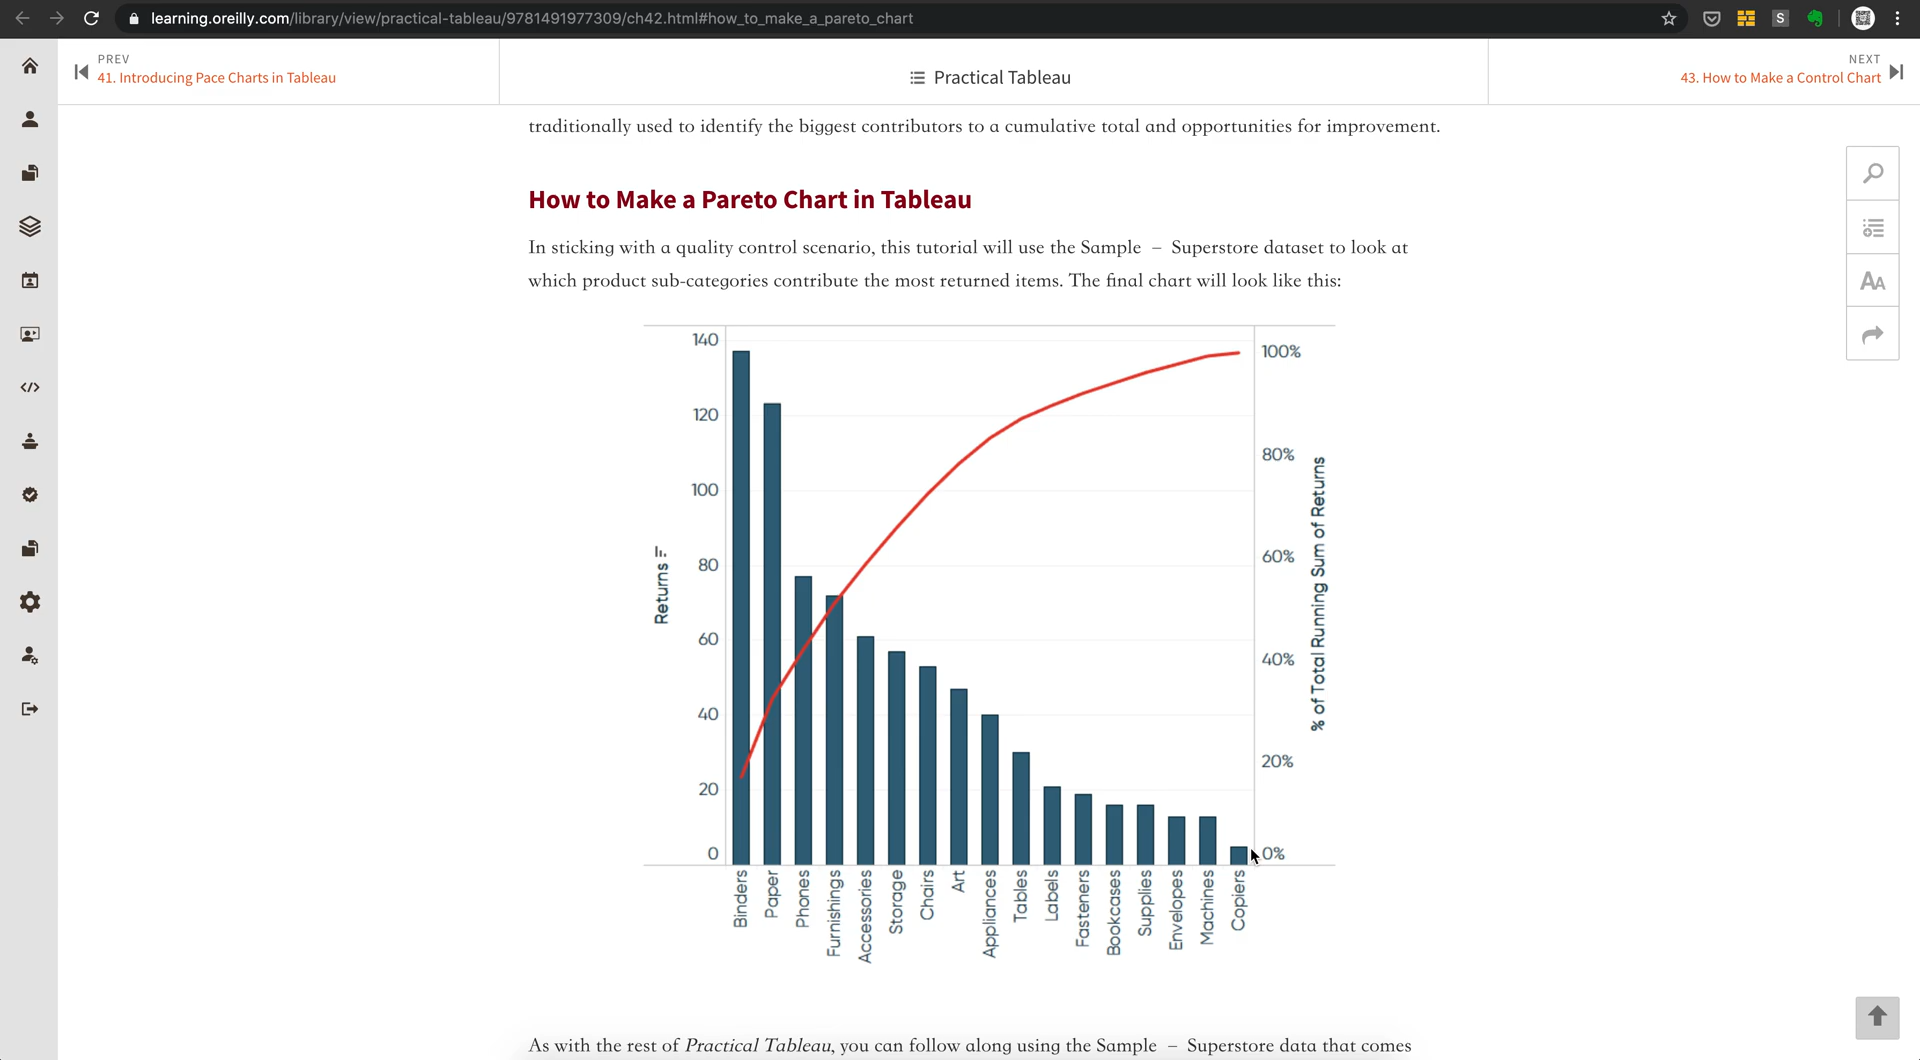 learning.oreilly.com/library/view/practical-tableau/9781491977309/ch42.html#how_to_make_a_pareto_chart
S
PREV
41. Introducing Pace Charts in Tableau
Practical Tableau
NEXT
43. How to Make a Control Chart
traditionally used to identify the biggest contributors to a cumulative total and opportunities for improvement.
How to Make a Pareto Chart in Tableau
In sticking with a quality control scenario, this tutorial will use the Sample – Superstore dataset to look at
which product sub-categories contribute the most returned items. The final chart will look like this:
AA
140
120
100
80
60
40
20
0
Returns
100%
80%
60%
40%
20%
0%
% of Total Running Sum of Returns
Binders
Paper
Phones
Furnishings
Accessories
Storage
Chairs
Art
Appliances
Tables
Labels
Fasteners
Bookcases
Supplies
Envelopes
Machines
Copiers
As with the rest of Practical Tableau, you can follow along using the Sample – Superstore data that comes